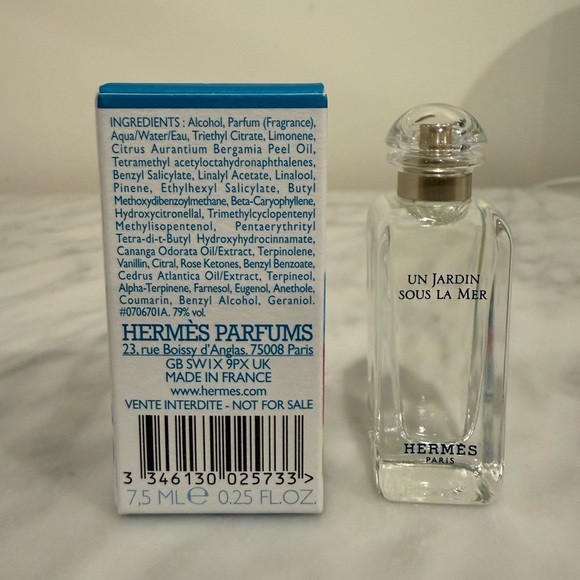 INGREDIENTS : Alcohol, Parfum (Fragrance),
Aqua/Water/Eau, Triethyl Citrate, Limonene,
Citrus Aurantium Bergamia Peel Oil,
Tetramethyl acetyloctahydronaphthalenes,
Benzyl Salicylate, Linalyl Acetate, Linalool,
Pinene, Ethylhexyl Salicylate, Butyl
Methoxydibenzoylmethane, Beta-Caryophyllene,
Hydroxycitronellal, Trimethylcyclopentenyl
Methylisopentenol, Pentaerythrityl
Tetra-di-t-Butyl Hydroxyhydrocinnamate,
Cananga Odorata Oil/Extract, Terpinolene,
Vanillin, Citral, Rose Ketones, Benzyl Benzoate,
Cedrus Atlantica Oil/Extract, Terpineol,
Alpha-Terpinene, Farnesol, Eugenol, Anethole,
Coumarin, Benzyl Alcohol, Geraniol.
#0706701A. 79% vol.
HERMÈS PARFUMS
23, rue Boissy d'Anglas. 75008 Paris
GB SW1X 9PX UK
MADE IN FRANCE
www.hermes.com
VENTE INTERDITE - NOT FOR SALE
3 346130 025733 >
7,5 ML ℮ 0.25 FL.OZ.
UN JARDIN
SOUS LA MER
HERMÈS
PARIS